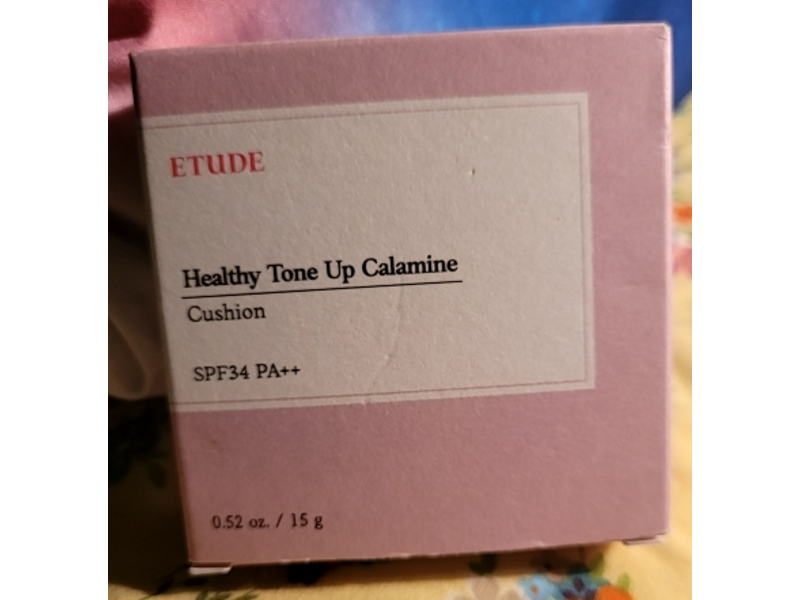 ETUDE
Healthy Tone Up Calamine
Cushion
SPF34 PA++
0.52 oz. / 15 g